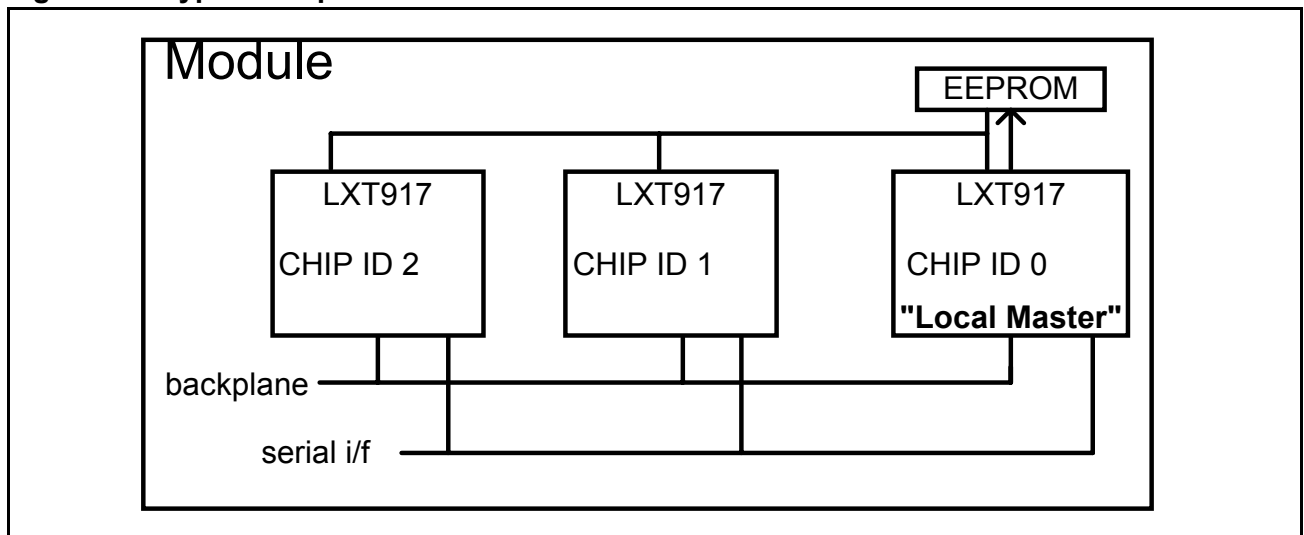 Module
EEPROM
LXT917
LXT917
LXT917
CHIP ID 2
CHIP ID 1
CHIP ID 0
"Local Master"
backplane
serial i/f